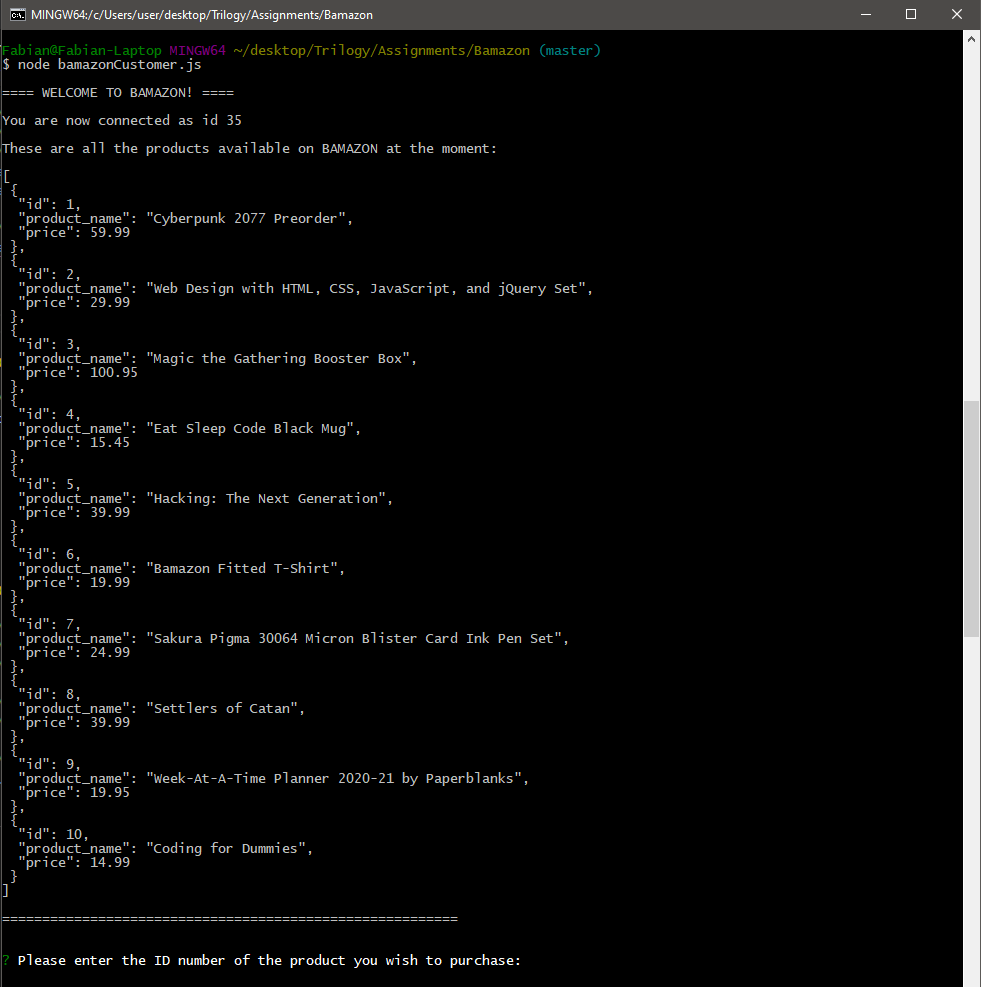 MINGW64:/c/Users/user/desktop/Trilogy/Assignments/Bamazon
Fabian@Fabian-Laptop MINGW64 ~/desktop/Trilogy/Assignments/Bamazon (master)
$ node bamazonCustomer.js
==== WELCOME TO BAMAZON! ====
You are now connected as id 35
These are all the products available on BAMAZON at the moment:
[
 {
  "id": 1,
  "product_name": "Cyberpunk 2077 Preorder",
  "price": 59.99
 },
 {
  "id": 2,
  "product_name": "Web Design with HTML, CSS, JavaScript, and jQuery Set",
  "price": 29.99
 },
 {
  "id": 3,
  "product_name": "Magic the Gathering Booster Box",
  "price": 100.95
 },
 {
  "id": 4,
  "product_name": "Eat Sleep Code Black Mug",
  "price": 15.45
 },
 {
  "id": 5,
  "product_name": "Hacking: The Next Generation",
  "price": 39.99
 },
 {
  "id": 6,
  "product_name": "Bamazon Fitted T-Shirt",
  "price": 19.99
 },
 {
  "id": 7,
  "product_name": "Sakura Pigma 30064 Micron Blister Card Ink Pen Set",
  "price": 24.99
 },
 {
  "id": 8,
  "product_name": "Settlers of Catan",
  "price": 39.99
 },
 {
  "id": 9,
  "product_name": "Week-At-A-Time Planner 2020-21 by Paperblanks",
  "price": 19.95
 },
 {
  "id": 10,
  "product_name": "Coding for Dummies",
  "price": 14.99
 }
]
=========================================================
? Please enter the ID number of the product you wish to purchase: